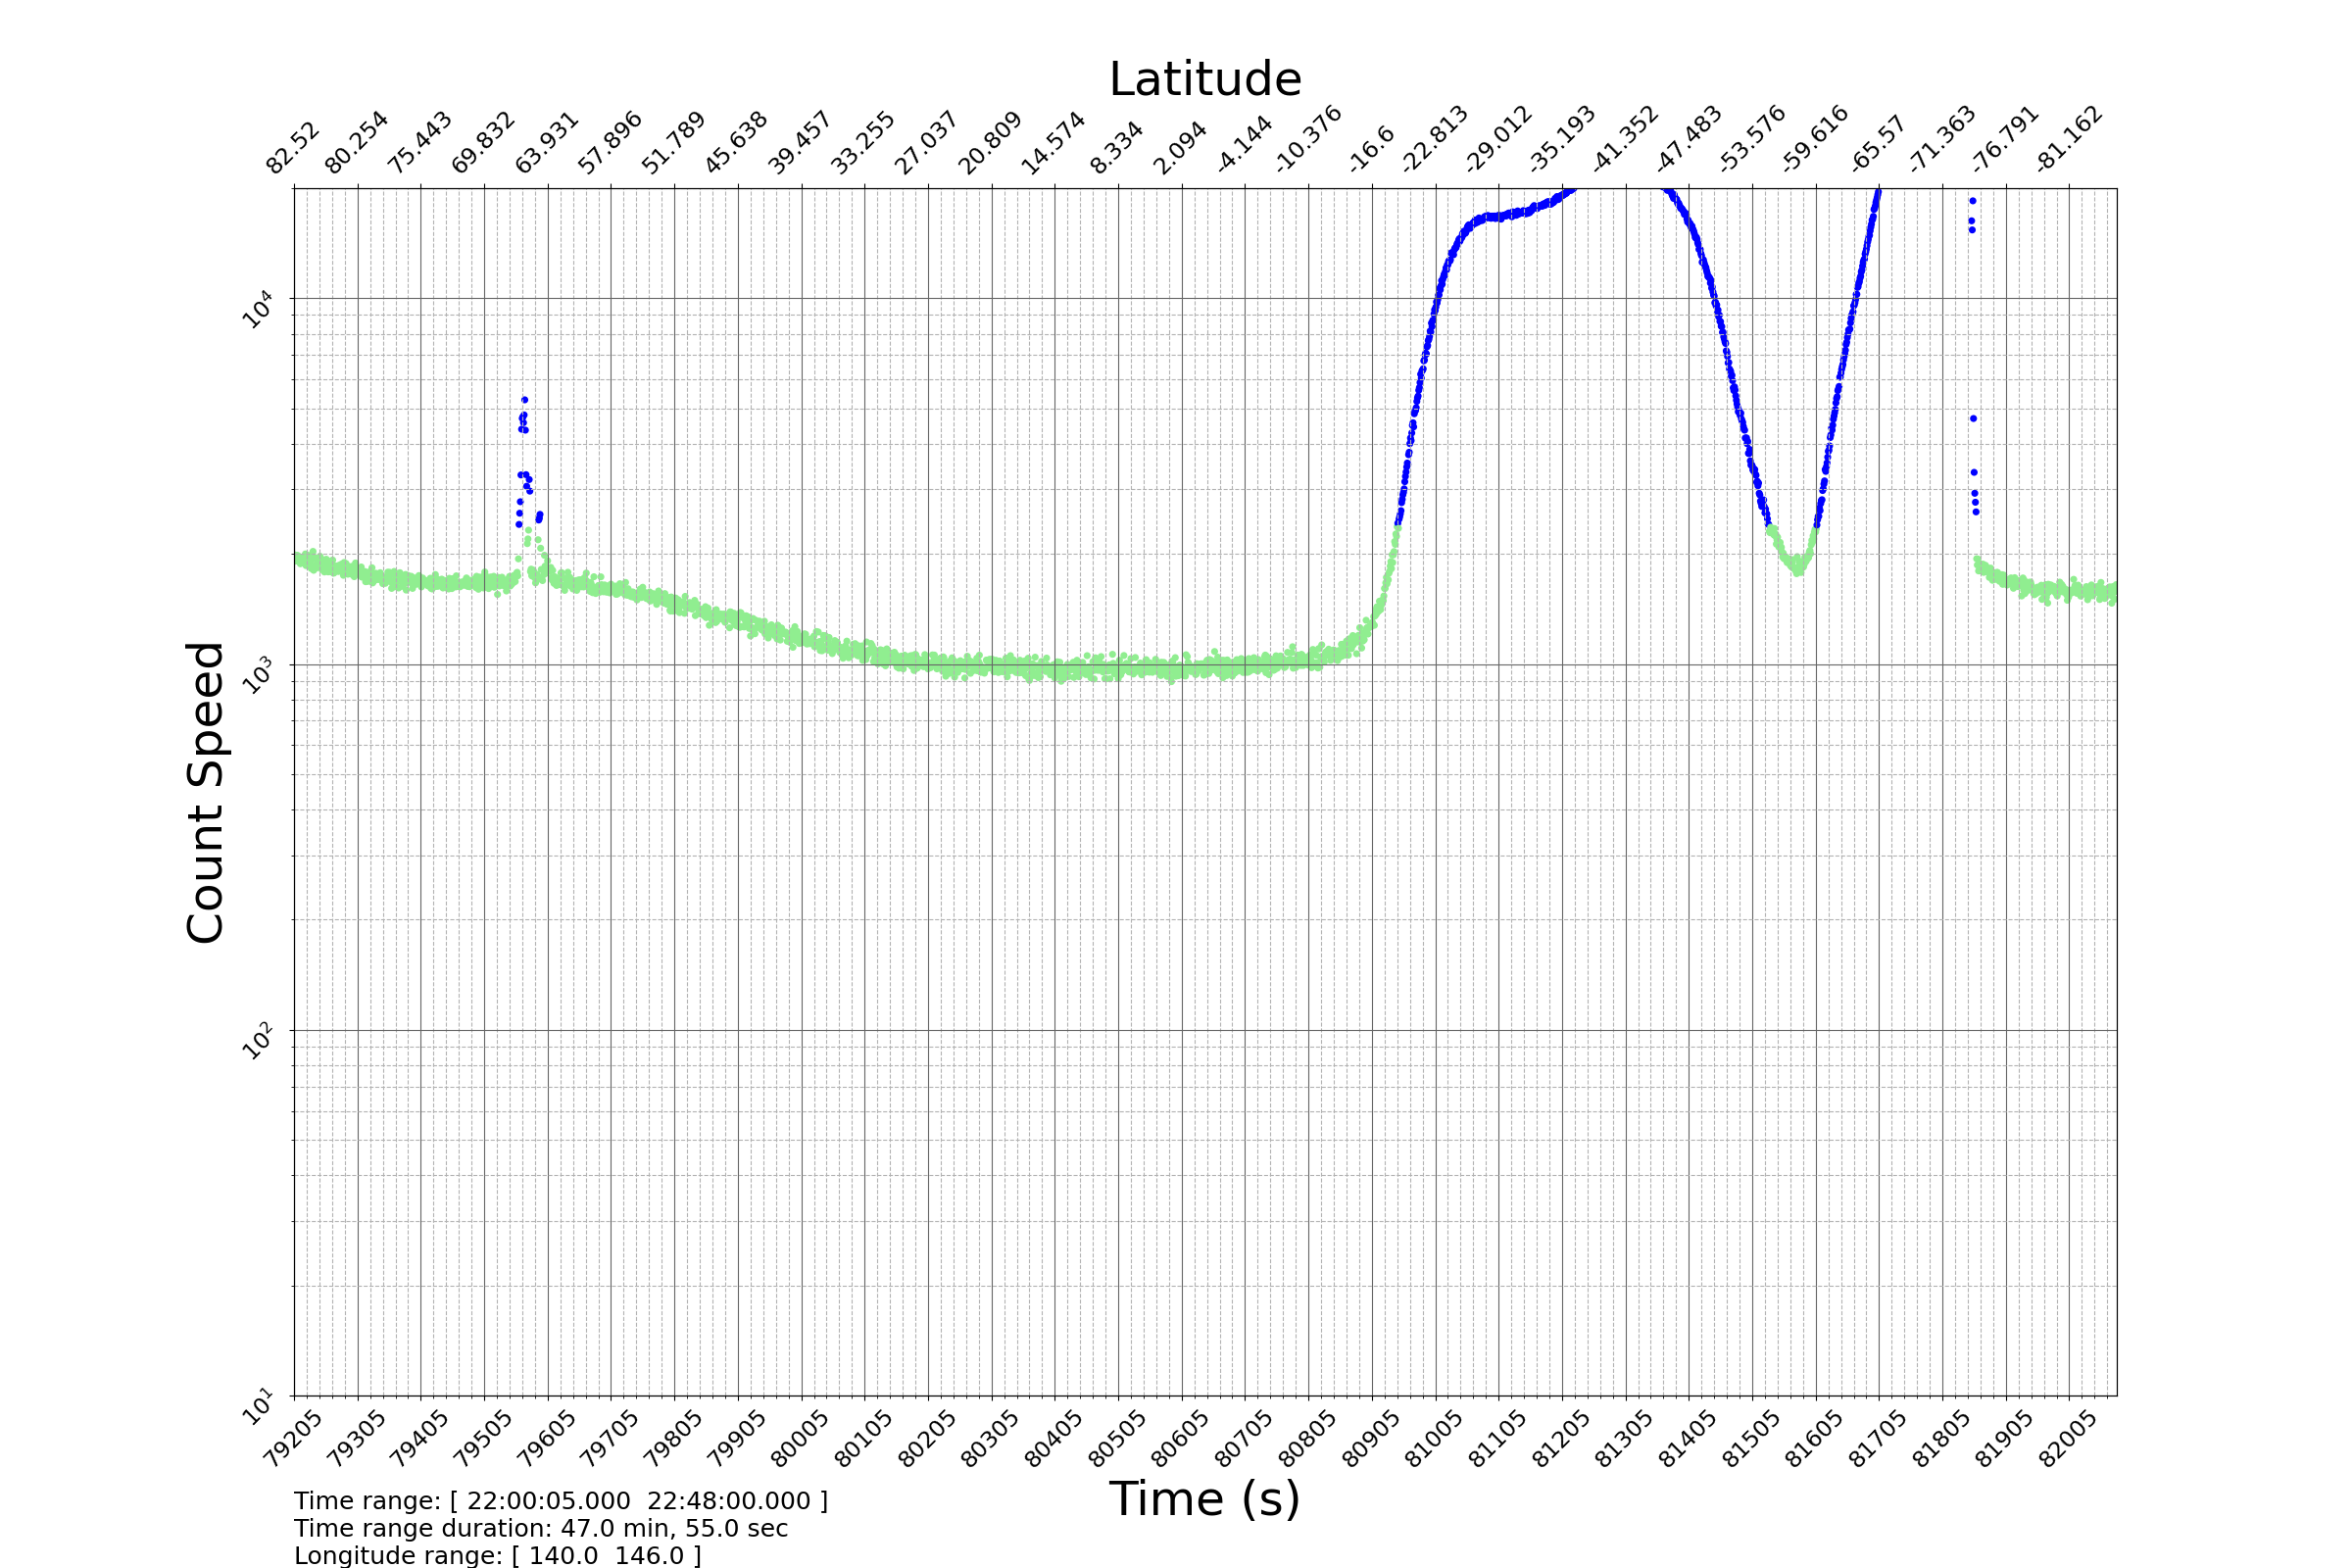 Latitude
82.52 80.254 75.443 69.832 63.931 57.896 51.789 45.638 39.457 33.255 27.037 20.809 14.574 8.334 2.094 -4.144 -10.376 -16.6 -22.813 -29.012 -35.193 -41.352 -47.483 -53.576 -59.616 -65.57 -71.363 -76.791 -81.162
10⁴
10³
Count Speed
10²
10¹
79205 79305 79405 79505 79605 79705 79805 79905 80005 80105 80205 80305 80405 80505 80605 80705 80805 80905 81005 81105 81205 81305 81405 81505 81605 81705 81805 81905 82005
Time (s)
Time range: [ 22:00:05.000  22:48:00.000 ]
Time range duration: 47.0 min, 55.0 sec
Longitude range: [ 140.0  146.0 ]